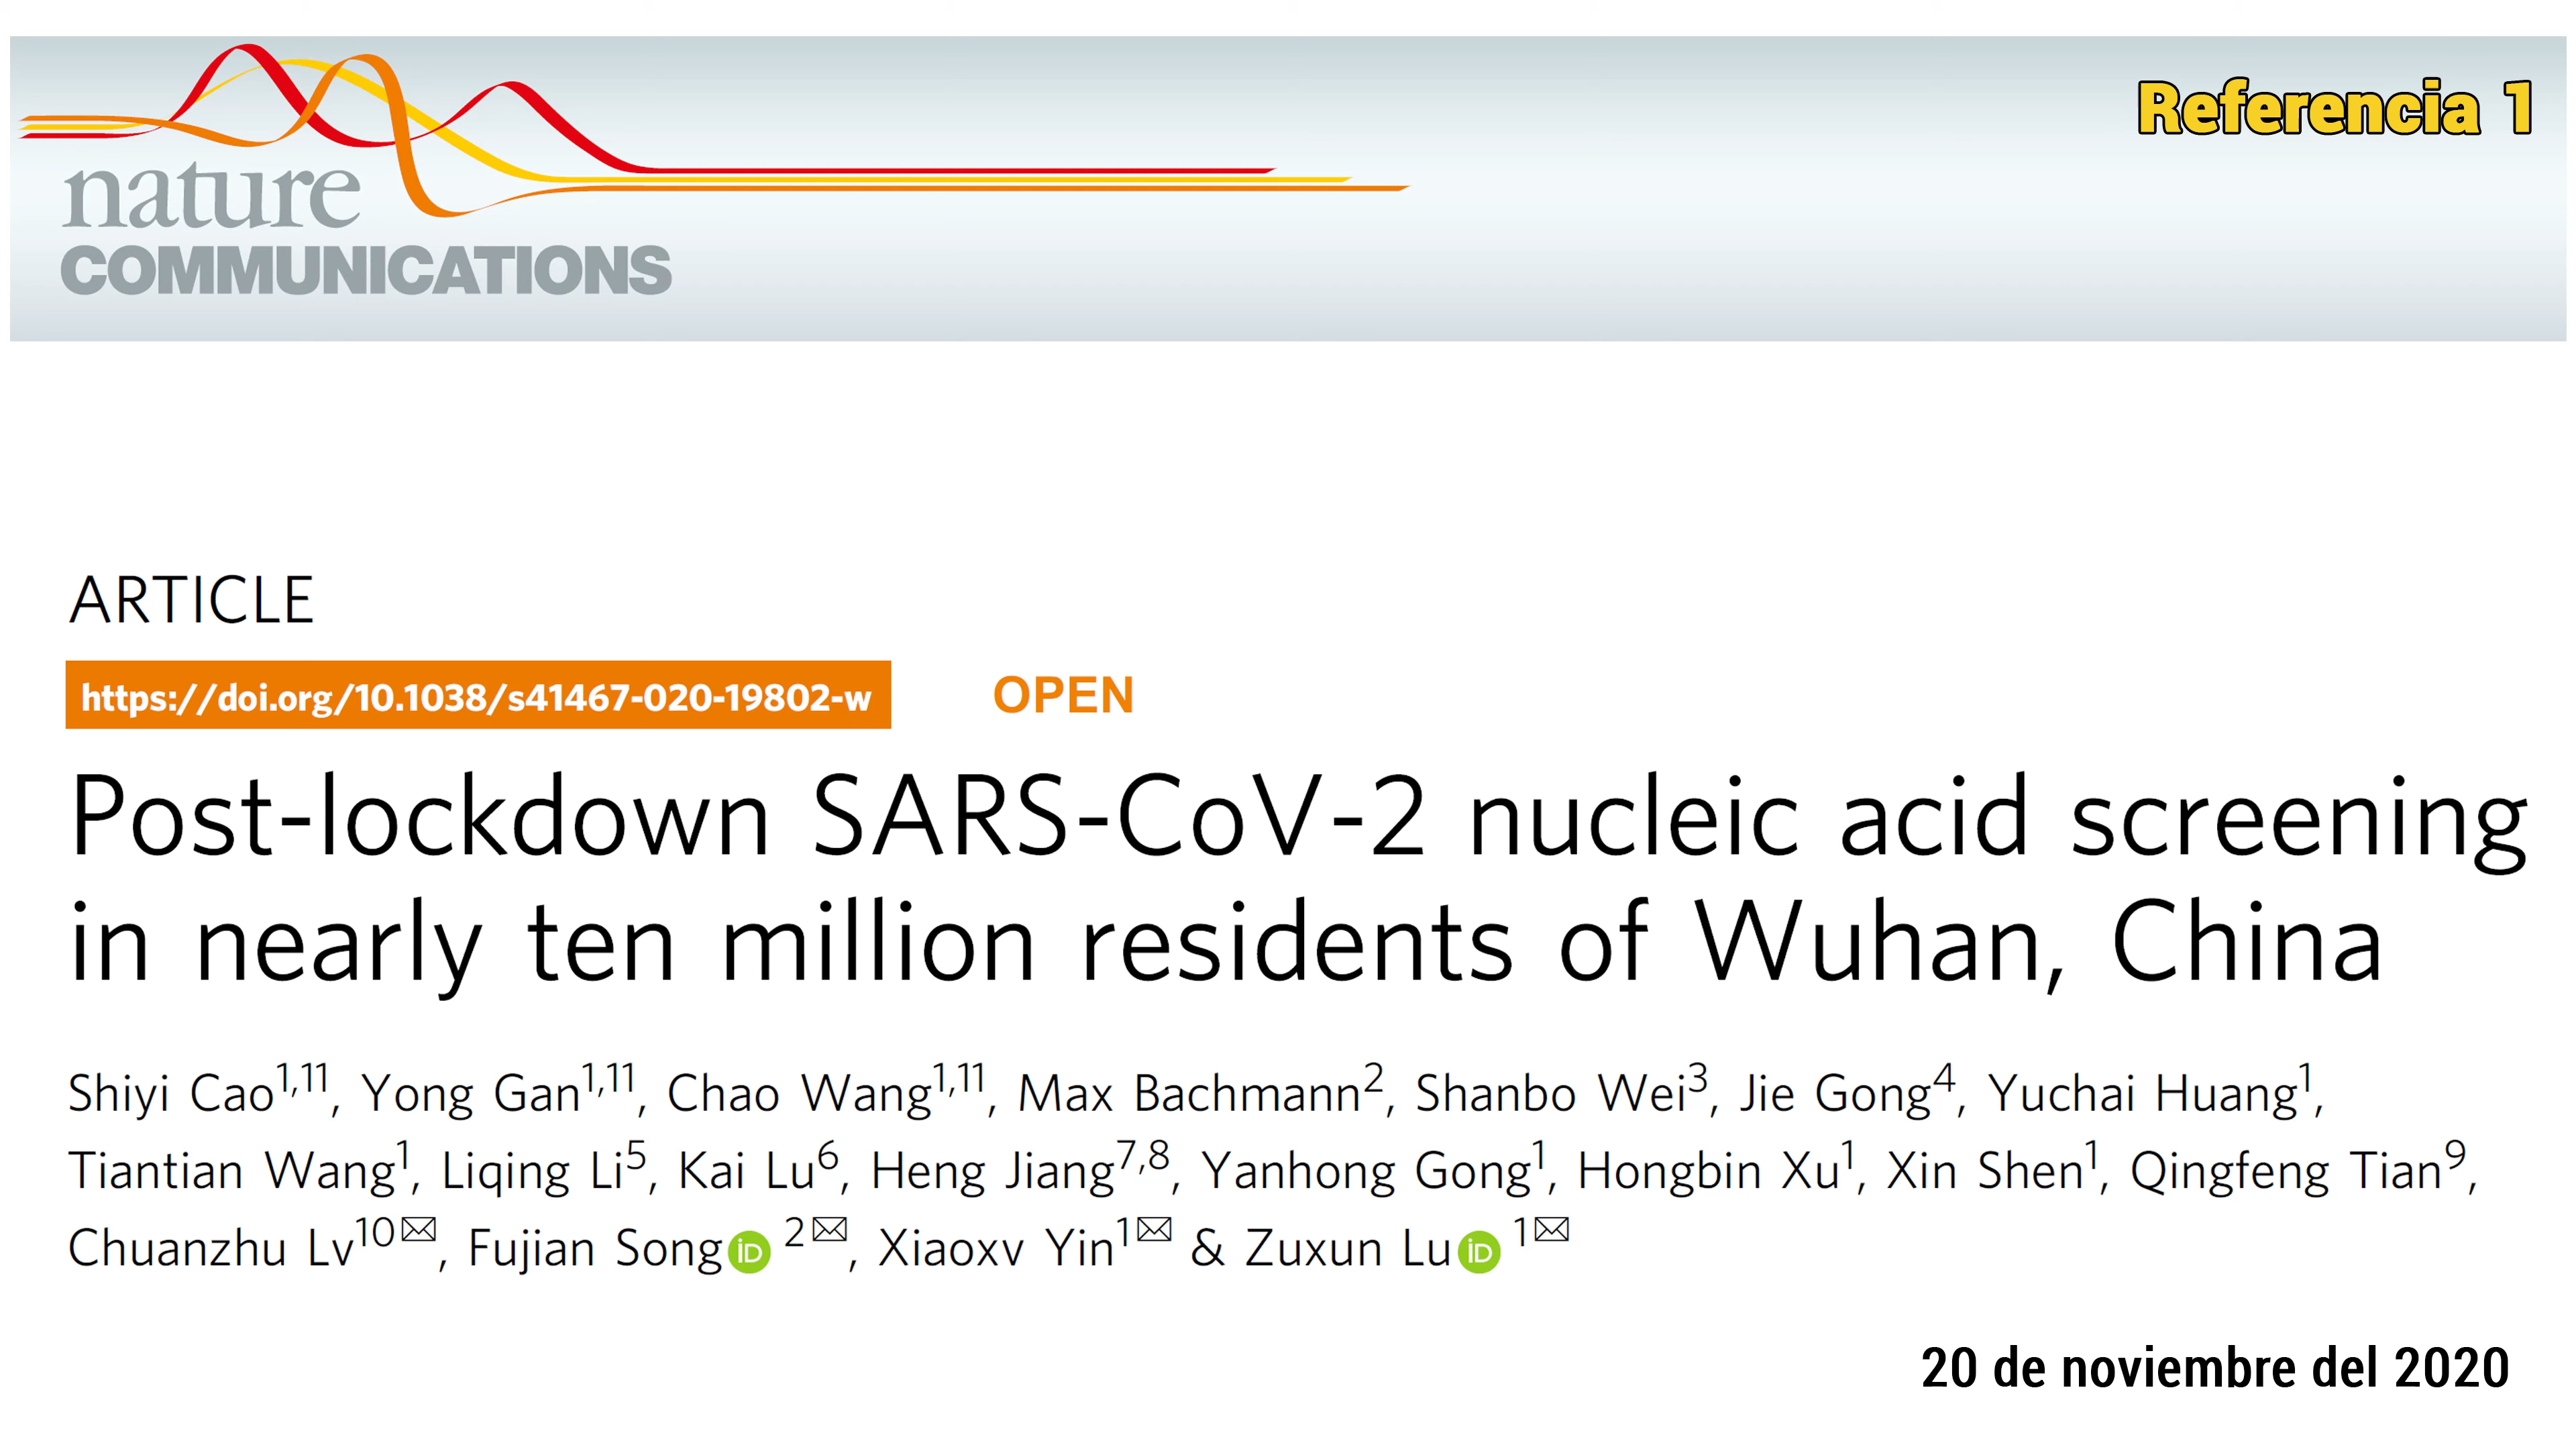 Referencia 1
nature
COMMUNICATIONS
ARTICLE
https://doi.org/10.1038/s41467-020-19802-w OPEN
Post-lockdown SARS-CoV-2 nucleic acid screening
in nearly ten million residents of Wuhan, China
Shiyi Cao1,11, Yong Gan1,11, Chao Wang1,11, Max Bachmann2, Shanbo Wei3, Jie Gong4, Yuchai Huang1,
Tiantian Wang1, Liqing Li5, Kai Lu6, Heng Jiang7,8, Yanhong Gong1, Hongbin Xu1, Xin Shen1, Qingfeng Tian9,
Chuanzhu Lv10✉, Fujian Song iD 2✉, Xiaoxv Yin1✉ & Zuxun Lu iD 1✉
20 de noviembre del 2020